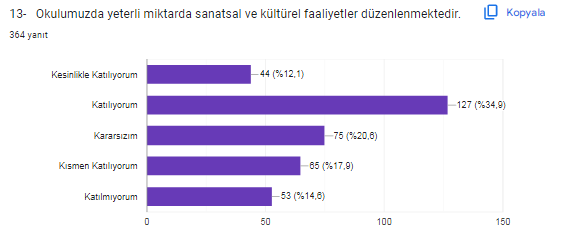 13- Okulumuzda yeterli miktarda sanatsal ve kültürel faaliyetler düzenlenmektedir.
Kopyala
364 yanıt
Kesinlikle Katılıyorum 44 (%12,1)
Katılıyorum 127 (%34,9)
Kararsızım 75 (%20,6)
Kısmen Katılıyorum 65 (%17,9)
Katılmıyorum 53 (%14,6)
0 50 100 150